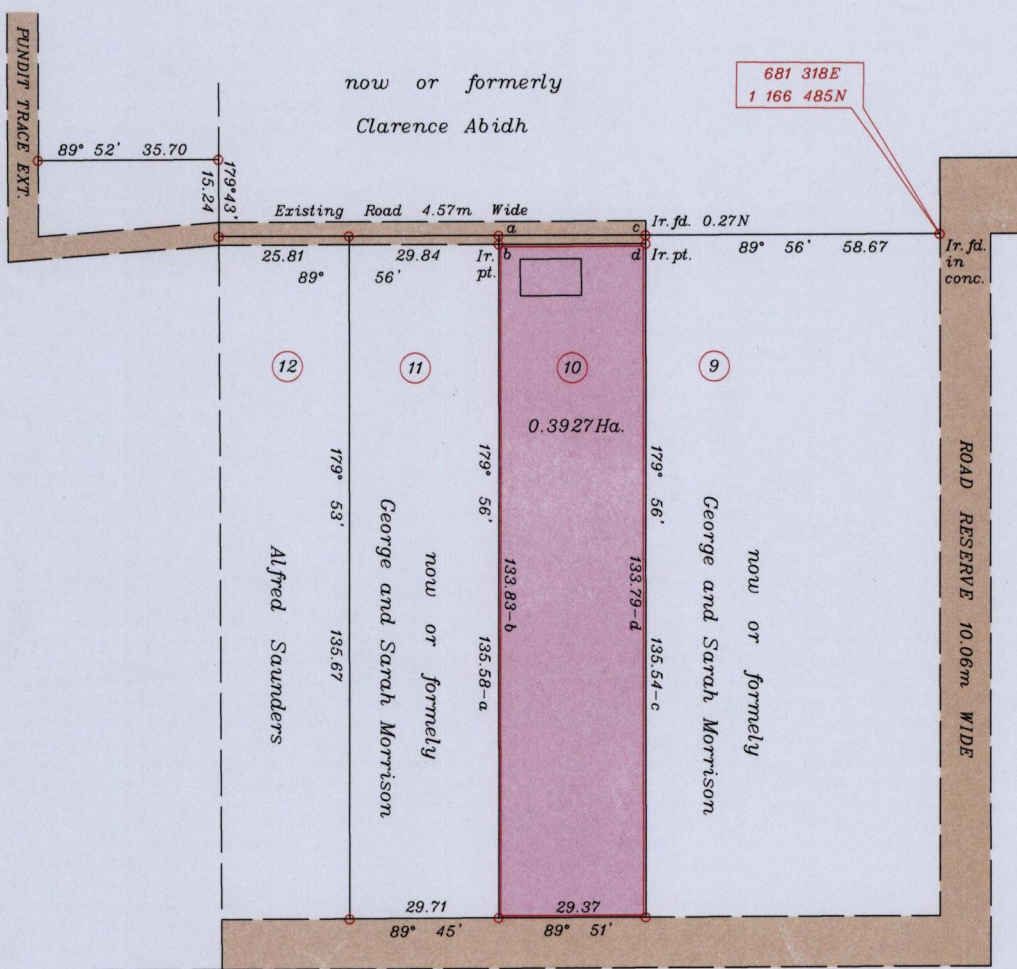 PUNDIT TRACE EXT.
now or formerly
Clarence Abidh
681 318E
1 166 485N
89° 52' 35.70
179°43'
15.24
Existing Road 4.57m Wide
a
c
Ir. fd. 0.27N
89° 56' 58.67
Ir. fd.
in
conc.
25.81
29.84
89° 56'
Ir.
pt.
b
d
Ir. pt.
12
11
10
9
0.3927Ha.
179° 53'
135.67
179° 56'
133.83-b
135.58-a
179° 56'
133.79-d
135.54-c
Alfred Saunders
now or formely
George and Sarah Morrison
now or formely
George and Sarah Morrison
ROAD RESERVE 10.06m WIDE
29.71
89° 45'
29.37
89° 51'